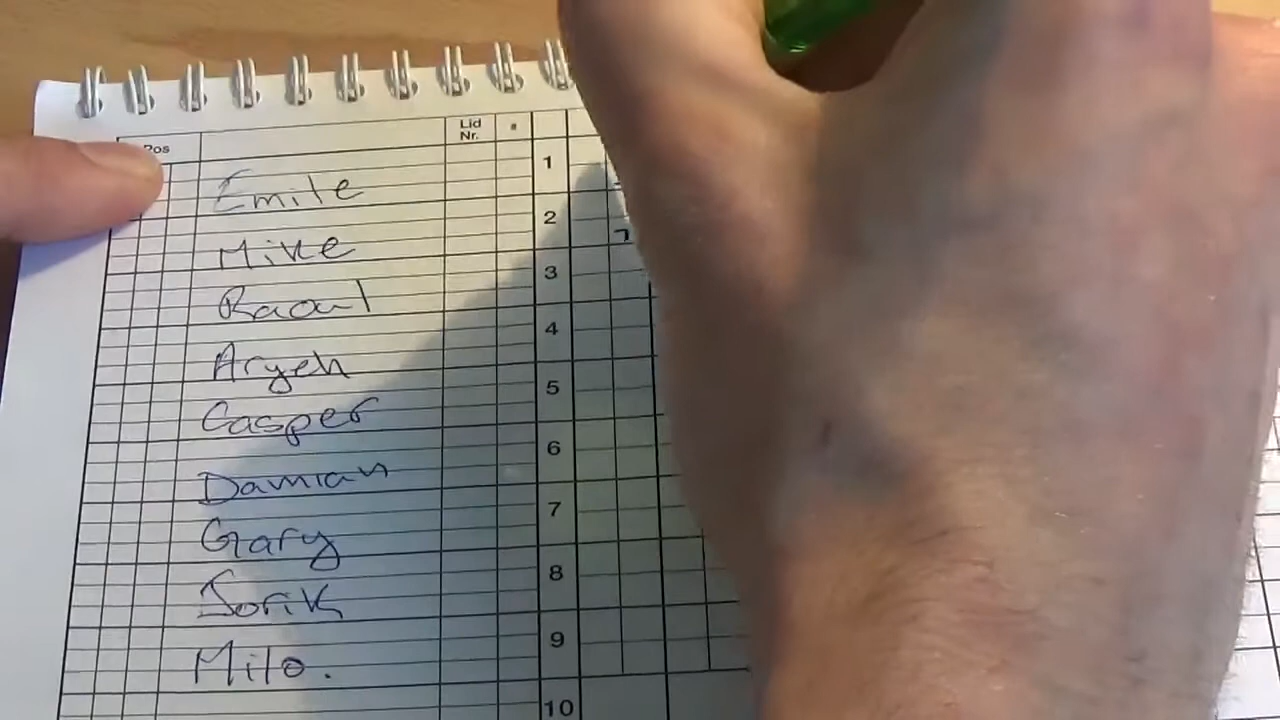 Pos Lid Nr. *
Emile 1
Mike 2
Raoul 3
Aryeh 4
Casper 5
Damian 6
Gary 7
Jorik 8
Milo. 9
10